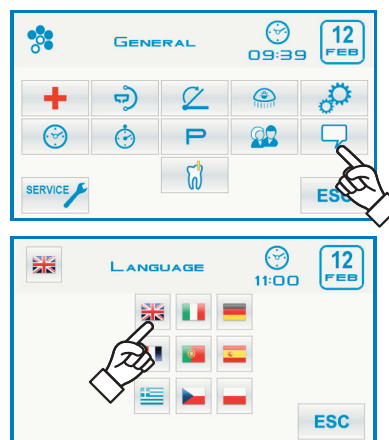 GENERAL
09:39
12
FEB
P
SERVICE
ESC
LANGUAGE
11:00
12
FEB
ESC